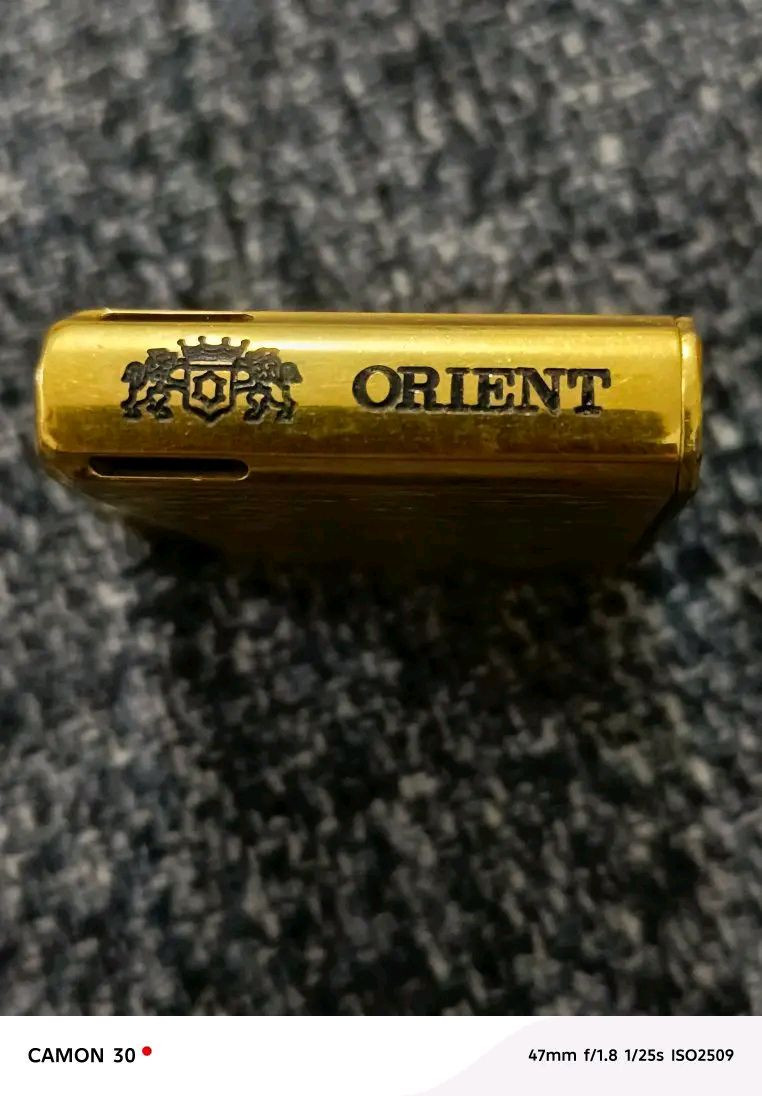 ORIENT
CAMON 30
47mm f/1.8 1/25s ISO2509